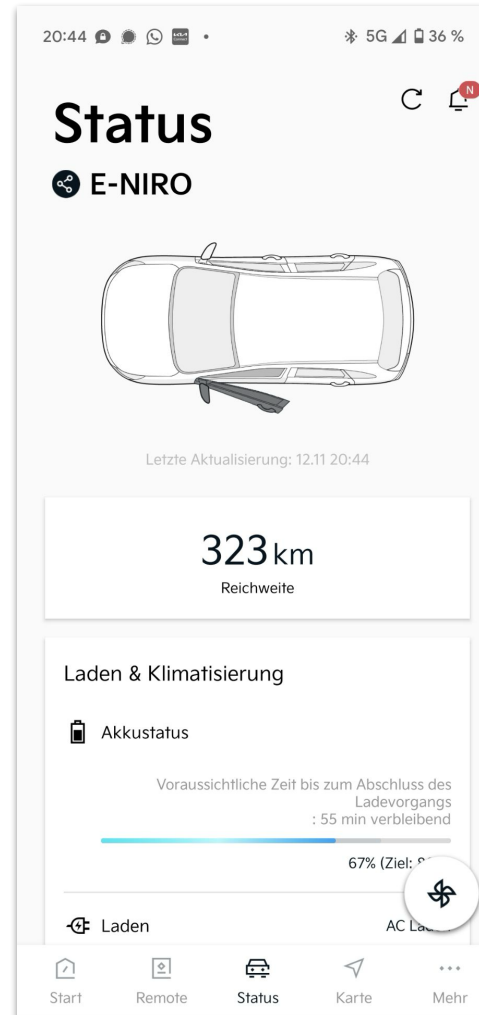 20:44
5G 36 %
N
Status
E-NIRO
Letzte Aktualisierung: 12.11 20:44
323 km
Reichweite
Laden & Klimatisierung
Akkustatus
Voraussichtliche Zeit bis zum Abschluss des
Ladevorgangs
: 55 min verbleibend
67% (Ziel:
Laden
AC
Start Remote Status Karte Mehr